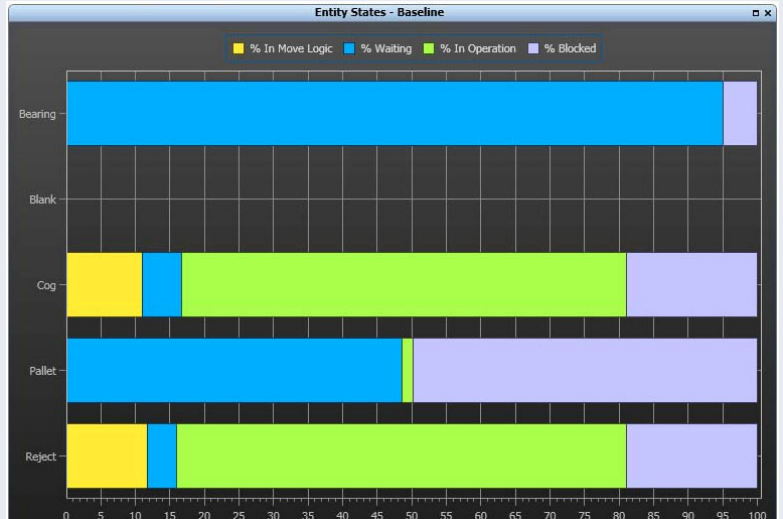 Entity States - Baseline
% In Move Logic % Waiting % In Operation % Blocked
Bearing
Blank
Cog
Pallet
Reject
0 5 10 15 20 25 30 35 40 45 50 55 60 65 70 75 80 85 90 95 100